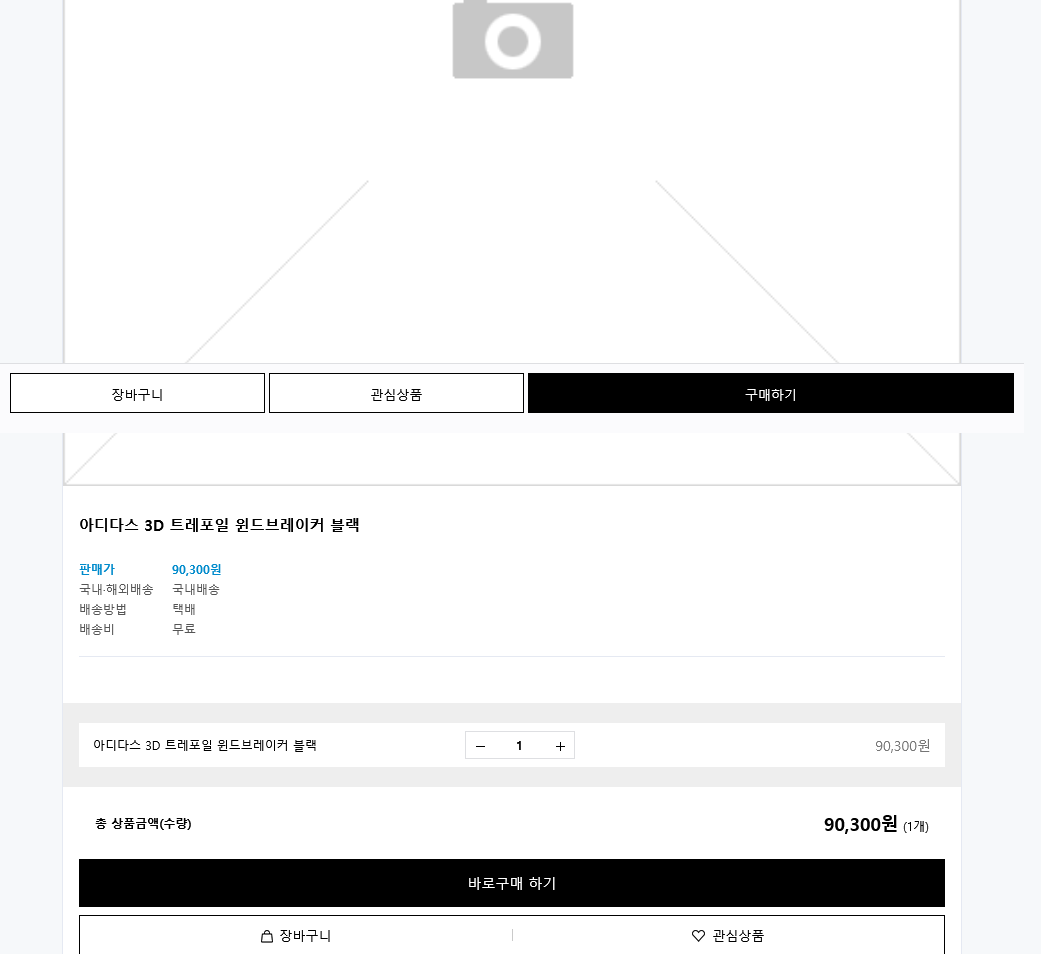 장바구니 관심상품 구매하기
아디다스 3D 트레포일 윈드브레이커 블랙
판매가 90,300원
국내·해외배송 국내배송
배송방법 택배
배송비 무료
아디다스 3D 트레포일 윈드브레이커 블랙 1 90,300원
총 상품금액(수량) 90,300원 (1개)
바로구매 하기
장바구니 관심상품